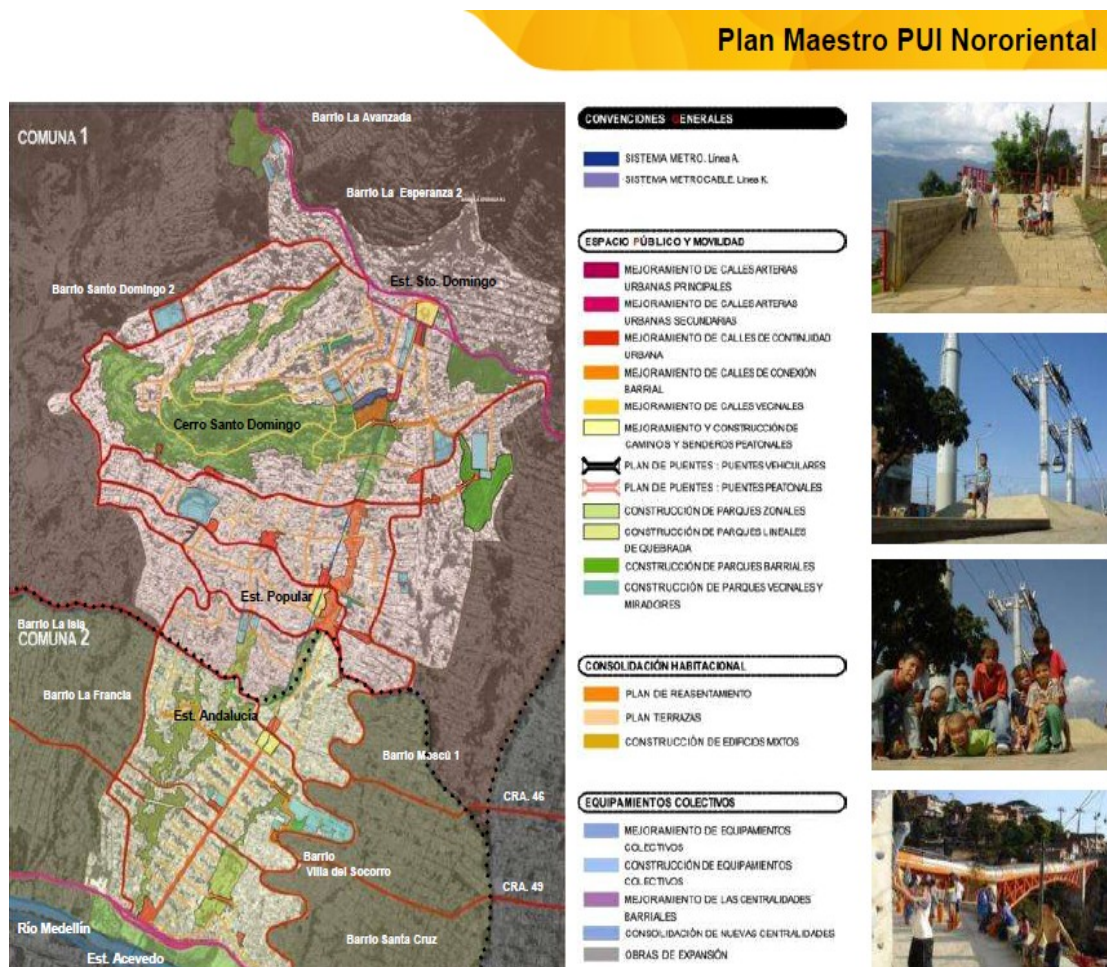 Plan Maestro PUI Nororiental
COMUNA 1
Barrio La Avanzada
Barrio La Esperanza 2
Est. Sto. Domingo
Barrio Santo Domingo 2
Cerro Santo Domingo
Est. Popular
Barrio La Isla
COMUNA 2
Barrio La Francia
Est. Andalucía
Barrio Moscú 1
CRA. 46
Barrio
Villa del Socorro
CRA. 49
Río Medellín
Barrio Santa Cruz
Est. Acevedo
CONVENCIONES GENERALES
SISTEMA METRO. Línea A.
SISTEMA METROCABLE. Línea K.
ESPACIO PÚBLICO Y MOVILIDAD
MEJORAMIENTO DE CALLES ARTERIAS
URBANAS PRINCIPALES
MEJORAMIENTO DE CALLES ARTERIAS
URBANAS SECUNDARIAS
MEJORAMIENTO DE CALLES DE CONTINUIDAD
URBANA
MEJORAMIENTO DE CALLES DE CONEXIÓN
BARRIAL
MEJORAMIENTO DE CALLES VECINALES
MEJORAMIENTO Y CONSTRUCCIÓN DE
CAMINOS Y SENDEROS PEATONALES
PLAN DE PUENTES : PUENTES VEHICULARES
PLAN DE PUENTES : PUENTES PEATONALES
CONSTRUCCIÓN DE PARQUES ZONALES
CONSTRUCCIÓN DE PARQUES LINEALES
DE QUEBRADA
CONSTRUCCIÓN DE PARQUES BARRIALES
CONSTRUCCIÓN DE PARQUES VECINALES Y
MIRADORES
CONSOLIDACIÓN HABITACIONAL
PLAN DE REASENTAMIENTO
PLAN TERRAZAS
CONSTRUCCIÓN DE EDIFICIOS MIXTOS
EQUIPAMIENTOS COLECTIVOS
MEJORAMIENTO DE EQUIPAMIENTOS
COLECTIVOS
CONSTRUCCIÓN DE EQUIPAMIENTOS
COLECTIVOS
MEJORAMIENTO DE LAS CENTRALIDADES
BARRIALES
CONSOLIDACIÓN DE NUEVAS CENTRALIDADES
OBRAS DE EXPANSIÓN